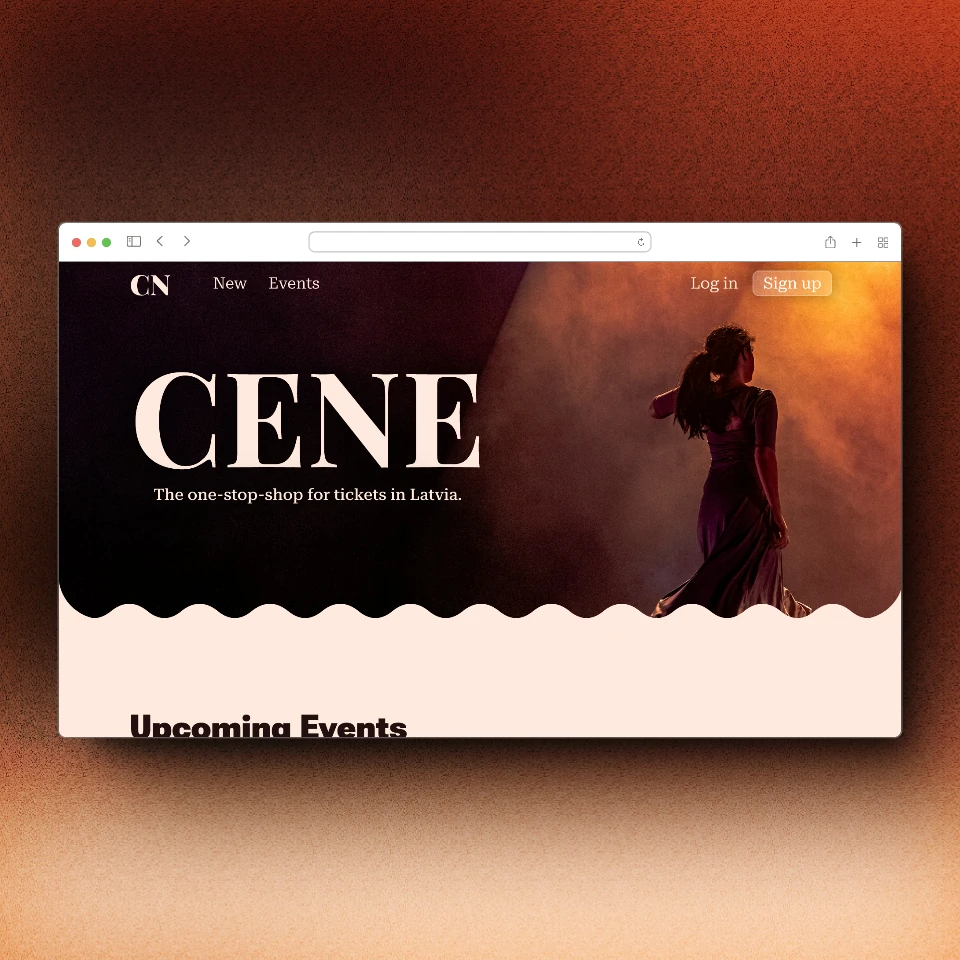 CN New Events Log in Sign up
CENE
The one-stop-shop for tickets in Latvia.
Upcoming Events